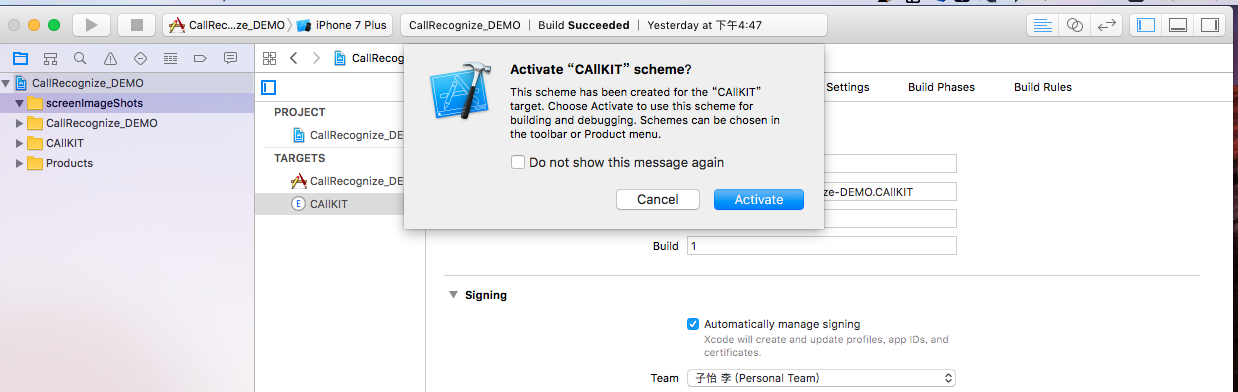 CallRec...ze_DEMO
iPhone 7 Plus
CallRecognize_DEMO | Build Succeeded | Yesterday at 下午4:47
CallRecognize_DEMO
screenImageShots
CallRecognize_DEMO
CAllKIT
Products
CallRecog
PROJECT
CallRecognize_DE
TARGETS
CallRecognize_DE
E
CAllKIT
Activate “CAllKIT” scheme?
This scheme has been created for the “CAllKIT”
target. Choose Activate to use this scheme for
building and debugging. Schemes can be chosen in
the toolbar or Product menu.
Do not show this message again
Cancel
Activate
Settings
Build Phases
Build Rules
ze-DEMO.CAllKIT
Build
1
Signing
Automatically manage signing
Xcode will create and update profiles, app IDs, and
certificates.
Team
子怡 李 (Personal Team)